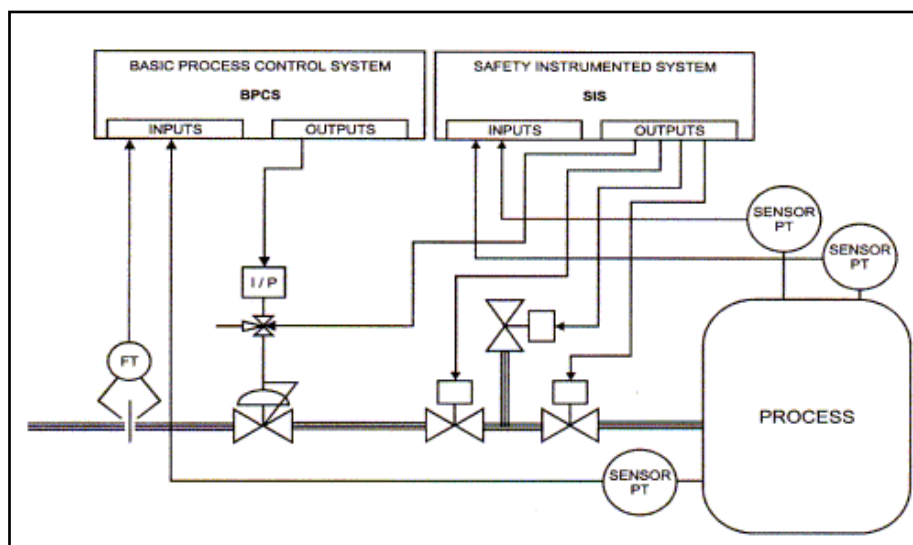 BASIC PROCESS CONTROL SYSTEM
BPCS
INPUTS
OUTPUTS
SAFETY INSTRUMENTED SYSTEM
SIS
INPUTS
OUTPUTS
SENSOR
PT
SENSOR
PT
I / P
FT
PROCESS
SENSOR
PT